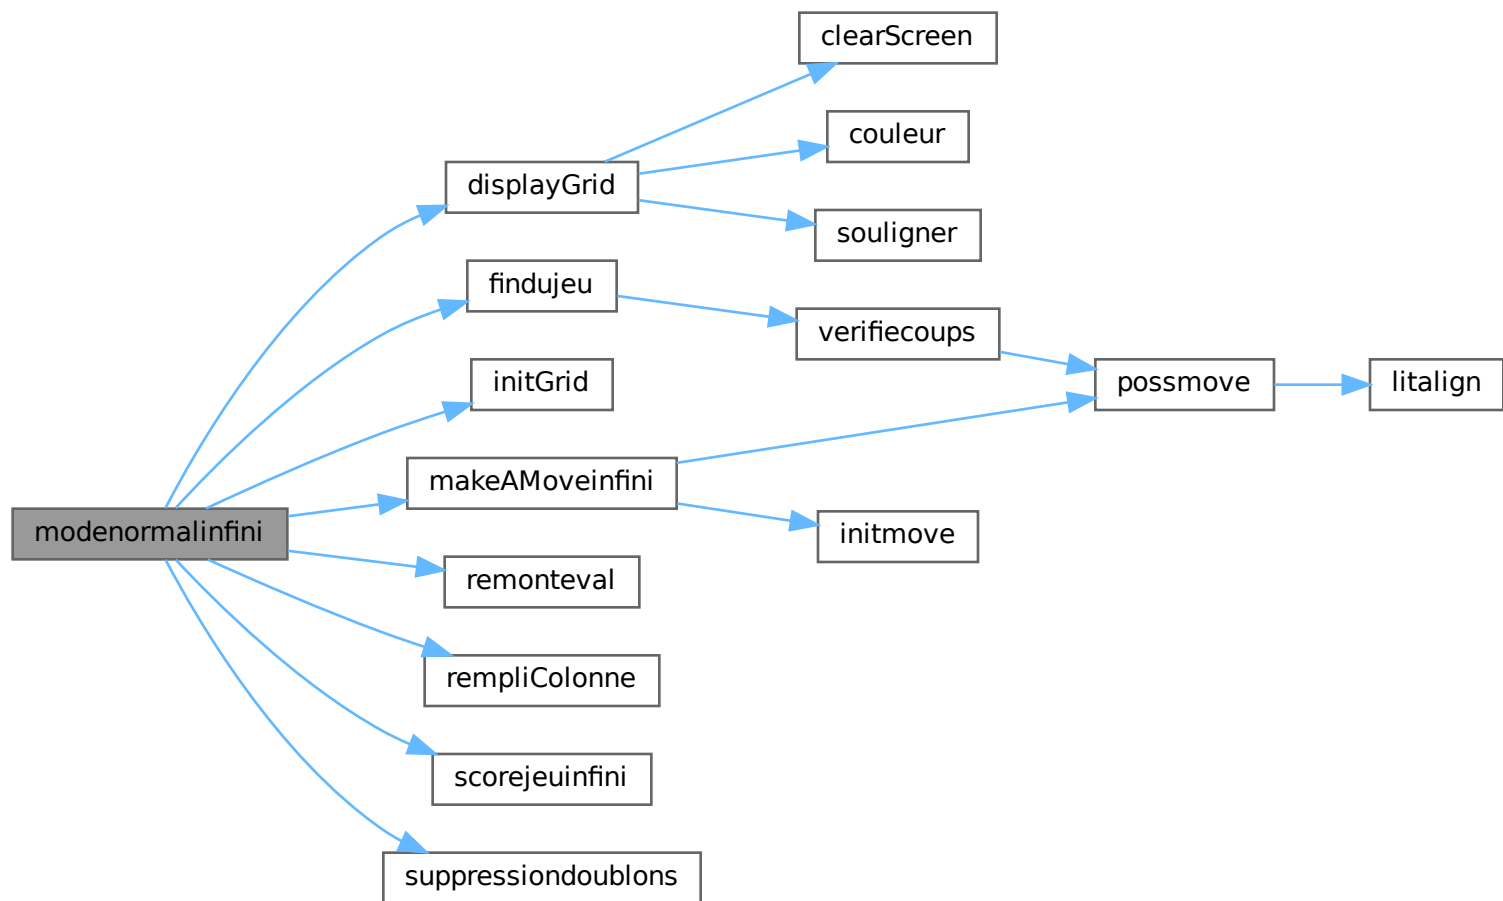 clearScreen
couleur
displayGrid
souligner
findujeu
verifiecoups
initGrid
possmove
litalign
makeAMoveinfini
modenormalinfini
initmove
remonteval
rempliColonne
scorejeuinfini
suppressiondoublons